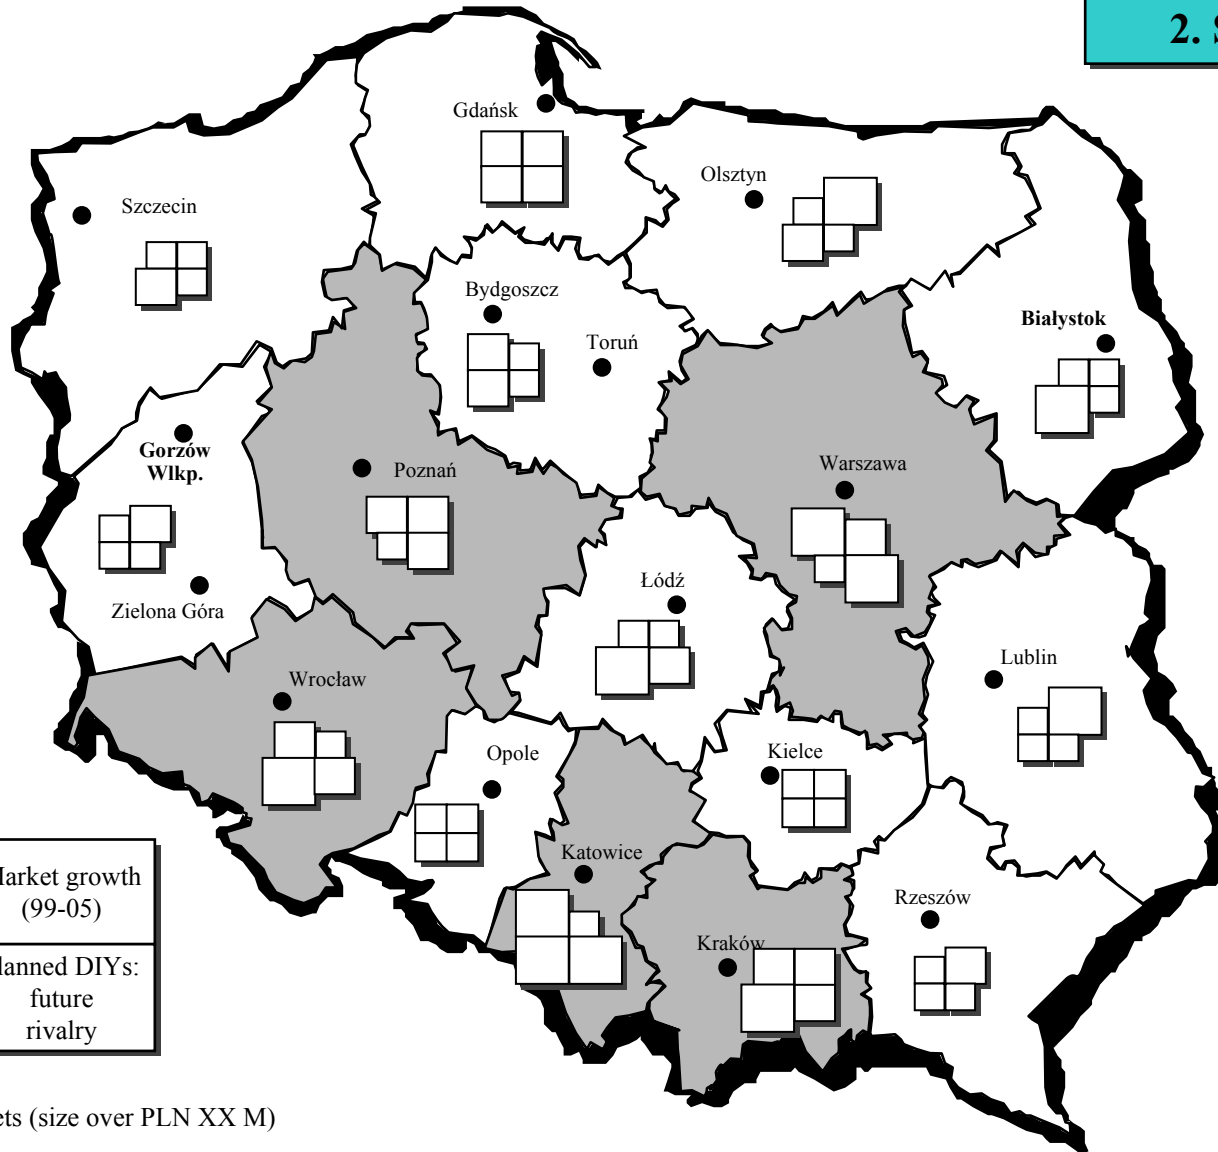 2. S
Gdańsk
Olsztyn
Szczecin
Bydgoszcz
Toruń
Białystok
Gorzów
Wlkp.
Poznań
Warszawa
Łódź
Zielona Góra
Lublin
Wrocław
Opole
Kielce
Katowice
Rzeszów
Kraków
Market growth
(99-05)
lanned DIYs:
future
rivalry
ets (size over PLN XX M)